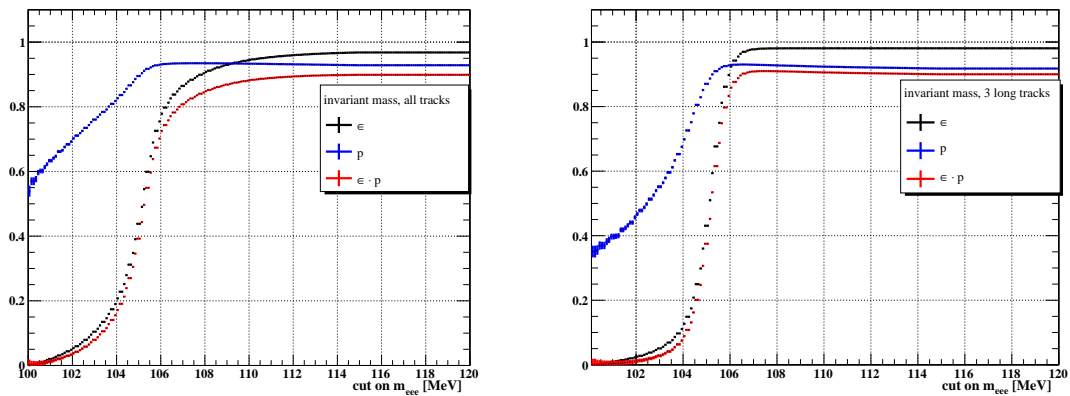 1
0.8
0.6
0.4
0.2
0
100 102 104 106 108 110 112 114 116 118 120
cut on m_eee [MeV]
invariant mass, all tracks
∈
p
∈ · p
1
0.8
0.6
0.4
0.2
0
102 104 106 108 110 112 114 116 118 120
cut on m_eee [MeV]
invariant mass, 3 long tracks
∈
p
∈ · p